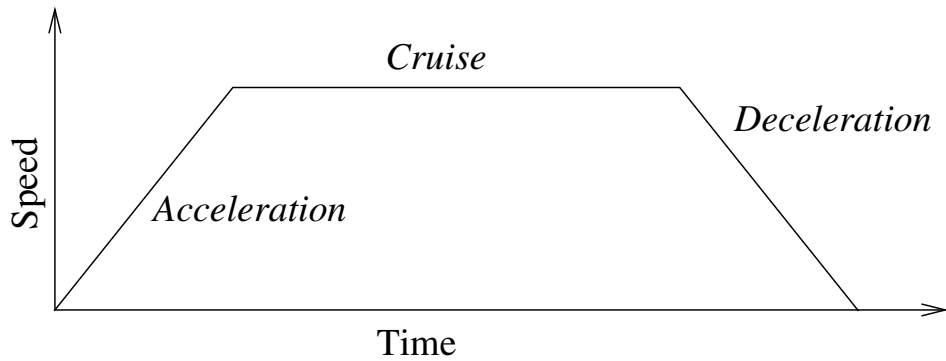 Cruise
Deceleration
Acceleration
Speed
Time